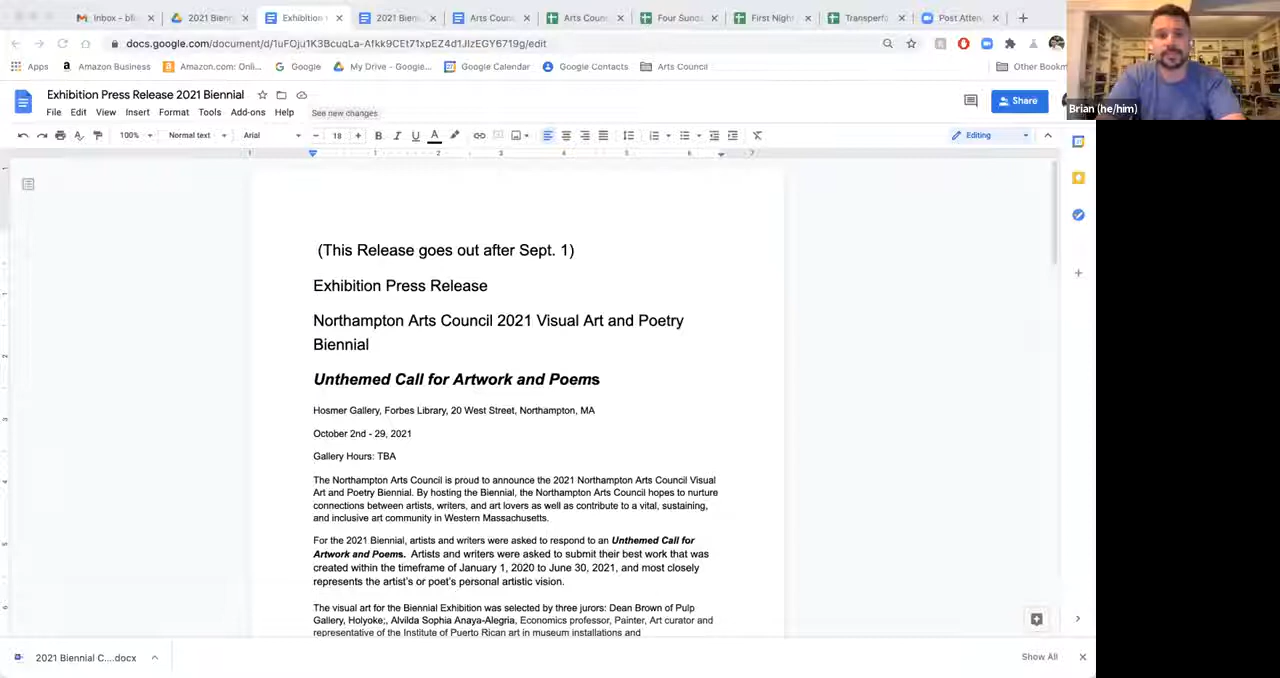 Inbox - bli
2021 Bienn
Exhibition
2021 Bien
Arts Counc
Arts Coun
Four Sund
First Night
Transperf
Post Atten
docs.google.com/document/d/1uFOju1K3BcuqLa-Afkk9CEt71xpEZ4d1JIzEGY6719g/edit
Apps
Amazon Business
Amazon.com: Onli...
Google
My Drive - Google...
Google Calendar
Google Contacts
Arts Council
Other Bookm
Brian (he/him)
Exhibition Press Release 2021 Biennial
File Edit View Insert Format Tools Add-ons Help See new changes
Share
100% Normal text Arial 18 B I U A Editing
(This Release goes out after Sept. 1)
Exhibition Press Release
Northampton Arts Council 2021 Visual Art and Poetry
Biennial
Unthemed Call for Artwork and Poems
Hosmer Gallery, Forbes Library, 20 West Street, Northampton, MA
October 2nd - 29, 2021
Gallery Hours: TBA
The Northampton Arts Council is proud to announce the 2021 Northampton Arts Council Visual
Art and Poetry Biennial. By hosting the Biennial, the Northampton Arts Council hopes to nurture
connections between artists, writers, and art lovers as well as contribute to a vital, sustaining,
and inclusive art community in Western Massachusetts.
For the 2021 Biennial, artists and writers were asked to respond to an Unthemed Call for
Artwork and Poems. Artists and writers were asked to submit their best work that was
created within the timeframe of January 1, 2020 to June 30, 2021, and most closely
represents the artist's or poet's personal artistic vision.
The visual art for the Biennial Exhibition was selected by three jurors: Dean Brown of Pulp
Gallery, Holyoke;, Alvilda Sophia Anaya-Alegria, Economics professor, Painter, Art curator and
representative of the Institute of Puerto Rican art in museum installations and
2021 Biennial C....docx
Show All